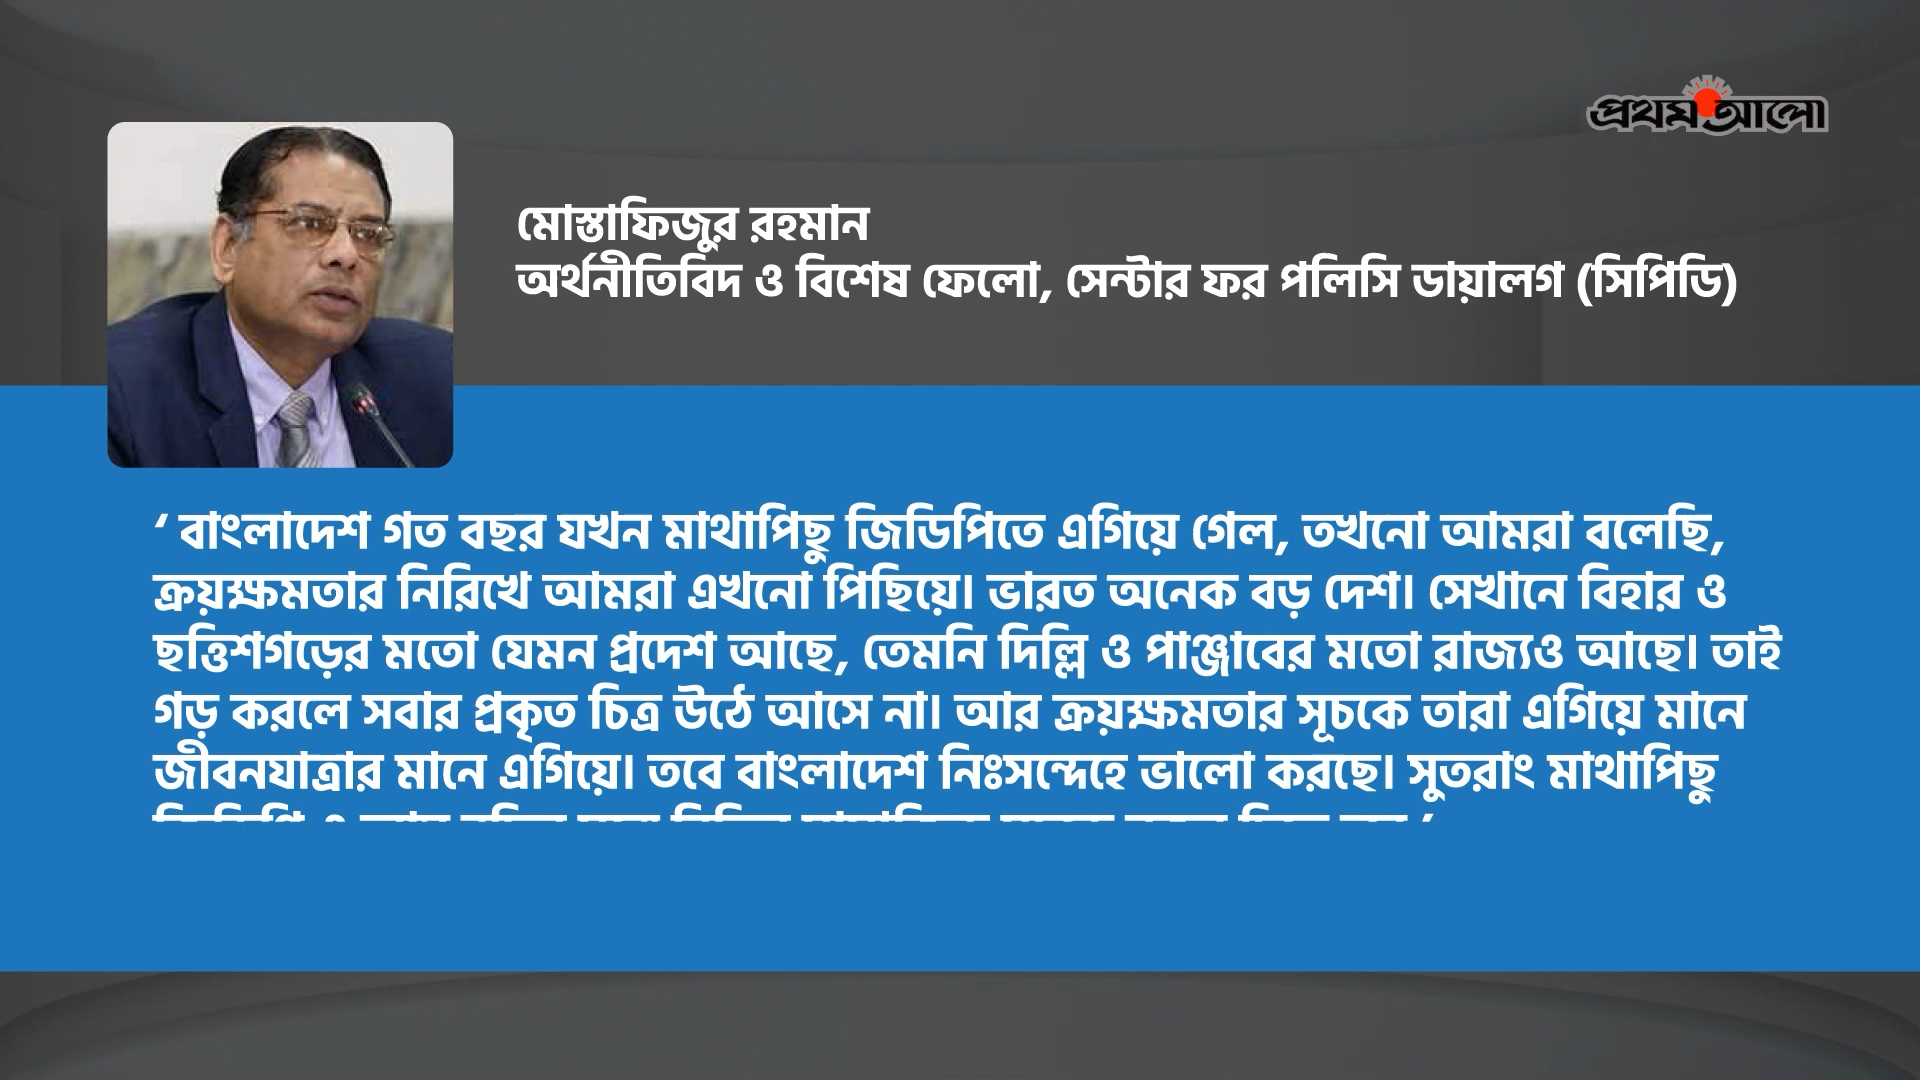 প্রথম আলো
মোস্তাফিজুর রহমান
অর্থনীতিবিদ ও বিশেষ ফেলো, সেন্টার ফর পলিসি ডায়ালগ (সিপিডি)
‘ বাংলাদেশ গত বছর যখন মাথাপিছু জিডিপিতে এগিয়ে গেল, তখনো আমরা বলেছি,
ক্রয়ক্ষমতার নিরিখে আমরা এখনো পিছিয়ে। ভারত অনেক বড় দেশ। সেখানে বিহার ও
ছত্তিশগড়ের মতো যেমন প্রদেশ আছে, তেমনি দিল্লি ও পাঞ্জাবের মতো রাজ্যও আছে। তাই
গড় করলে সবার প্রকৃত চিত্র উঠে আসে না। আর ক্রয়ক্ষমতার সূচকে তারা এগিয়ে মানে
জীবনযাত্রার মানে এগিয়ে। তবে বাংলাদেশ নিঃসন্দেহে ভালো করছে। সুতরাং মাথাপিছু